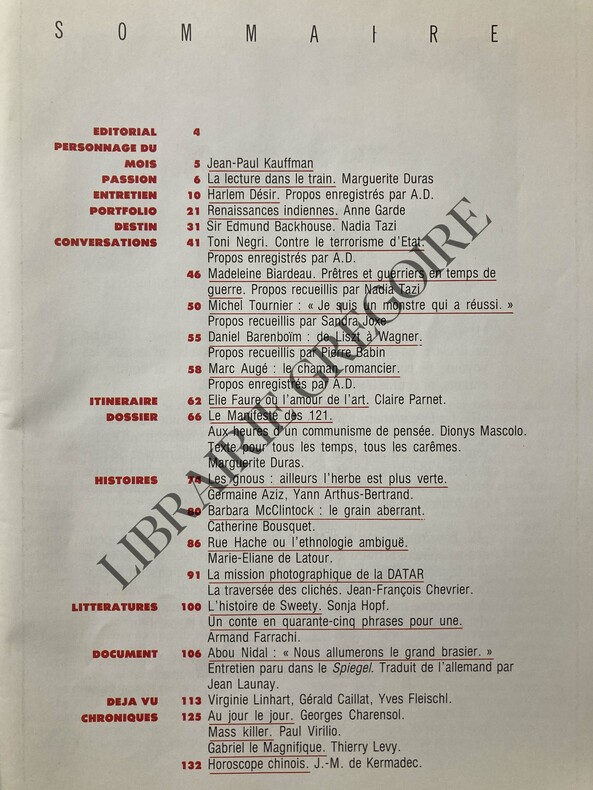 SOMMAIRE
EDITORIAL 4
PERSONNAGE DU
MOIS 5 Jean-Paul Kauffman
PASSION 6 La lecture dans le train. Marguerite Duras
ENTRETIEN 10 Harlem Désir. Propos enregistrés par A.D.
PORTFOLIO 21 Renaissances indiennes. Anne Garde
DESTIN 31 Sir Edmund Backhouse. Nadia Tazi
CONVERSATIONS 41 Toni Negri. Contre le terrorisme d'Etat.
Propos enregistrés par A.D.
46 Madeleine Biardeau. Prêtres et guerriers en temps de
guerre. Propos recueillis par Nadia Tazi
50 Michel Tournier : « Je suis un monstre qui a réussi. »
Propos recueillis par Sandra Joxe
55 Daniel Barenboïm : de Liszt à Wagner.
Propos recueillis par Pierre Babin
58 Marc Augé : le chaman romancier.
Propos enregistrés par A.D.
ITINERAIRE 62 Elie Faure ou l'amour de l'art. Claire Parnet.
DOSSIER 66 Le Manifeste des 121.
Aux heures d'un communisme de pensée. Dionys Mascolo.
Texte pour tous les temps, tous les carêmes.
Marguerite Duras.
HISTOIRES 74 Les gnous : ailleurs l'herbe est plus verte.
Germaine Aziz, Yann Arthus-Bertrand.
80 Barbara McClintock : le grain aberrant.
Catherine Bousquet.
86 Rue Hache ou l'ethnologie ambiguë.
Marie-Eliane de Latour.
91 La mission photographique de la DATAR
La traversée des clichés. Jean-François Chevrier.
LITTERATURES 100 L'histoire de Sweety. Sonja Hopf.
Un conte en quarante-cinq phrases pour une.
Armand Farrachi.
DOCUMENT 106 Abou Nidal : « Nous allumerons le grand brasier. »
Entretien paru dans le Spiegel. Traduit de l'allemand par
Jean Launay.
DEJA VU 113 Virginie Linhart, Gérald Caillat, Yves Fleischl.
CHRONIQUES 125 Au jour le jour. Georges Charensol.
Mass killer. Paul Virilio.
Gabriel le Magnifique. Thierry Levy.
132 Horoscope chinois. J.-M. de Kermadec.
LIBRAIRIE GREGOIRE